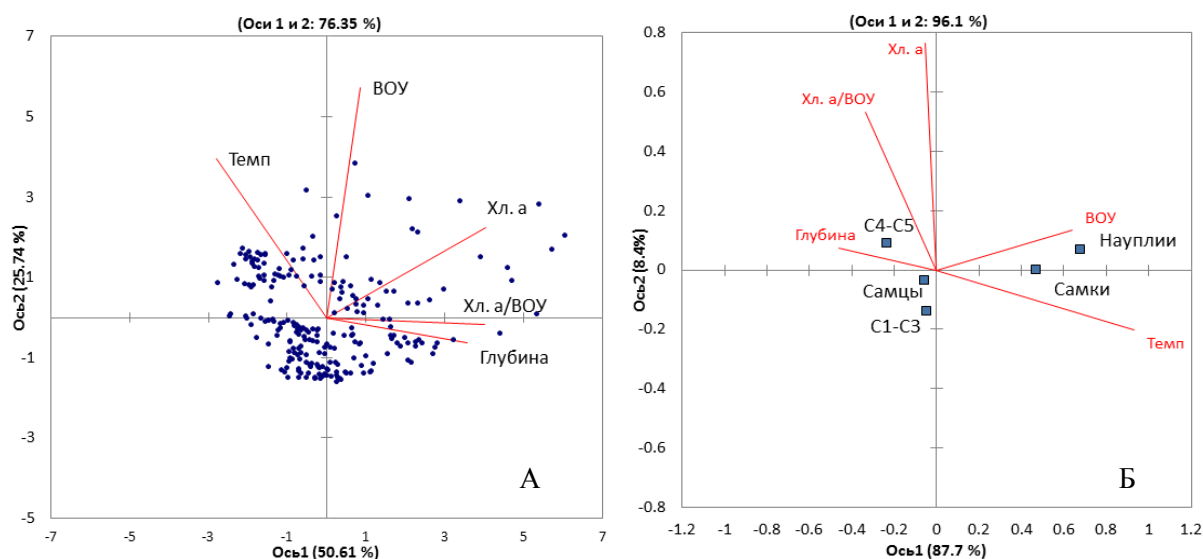 (Оси 1 и 2: 76.35 %)
7
5
3
1
-1
-3
-5
-7 -5 -3 -1 1 3 5 7
Ось2 (25.74 %)
Ось1 (50.61 %)
ВОУ
Темп
Хл. а
Хл. а/ВОУ
Глубина
А
(Оси 1 и 2: 96.1 %)
0.8
0.6
0.4
0.2
0
-0.2
-0.4
-0.6
-0.8
-1.2 -1 -0.8 -0.6 -0.4 -0.2 0 0.2 0.4 0.6 0.8 1 1.2
Ось2 (8.4%)
Ось1 (87.7 %)
Хл. а
Хл. а/ВОУ
ВОУ
С4-С5
Глубина
Науплии
Самки
Самцы
С1-С3
Темп
Б